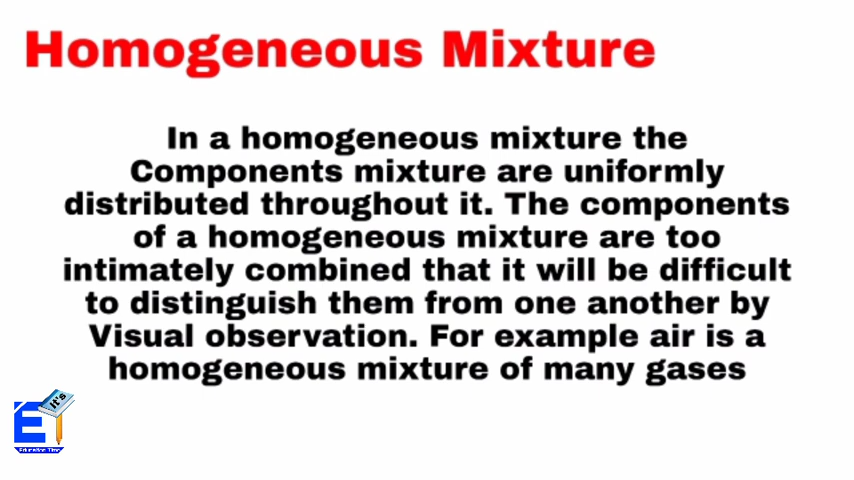 Homogeneous Mixture
In a homogeneous mixture the
Components mixture are uniformly
distributed throughout it. The components
of a homogeneous mixture are too
intimately combined that it will be difficult
to distinguish them from one another by
Visual observation. For example air is a
homogeneous mixture of many gases
It's
E
Education Time